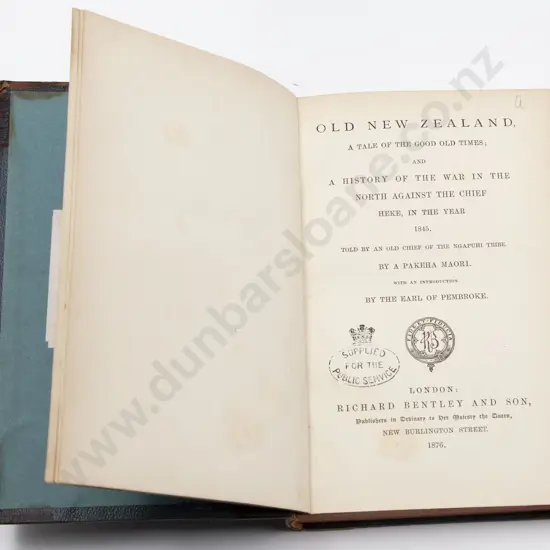 a
OLD NEW ZEALAND,
A TALE OF THE GOOD OLD TIMES;
AND
A HISTORY OF THE WAR IN THE
NORTH AGAINST THE CHIEF
HEKE, IN THE YEAR
1845.
TOLD BY AN OLD CHIEF OF THE NGAPUHI TRIBE.
BY A PAKEHA MAORI.
WITH AN INTRODUCTION
BY THE EARL OF PEMBROKE.
SUPPLIED
FOR THE
PUBLIC SERVICE
RB
LONDON:
RICHARD BENTLEY AND SON,
Publishers in Ordinary to Her Majesty the Queen,
NEW BURLINGTON STREET.
1876.
www.dunbarsloane.co.nz